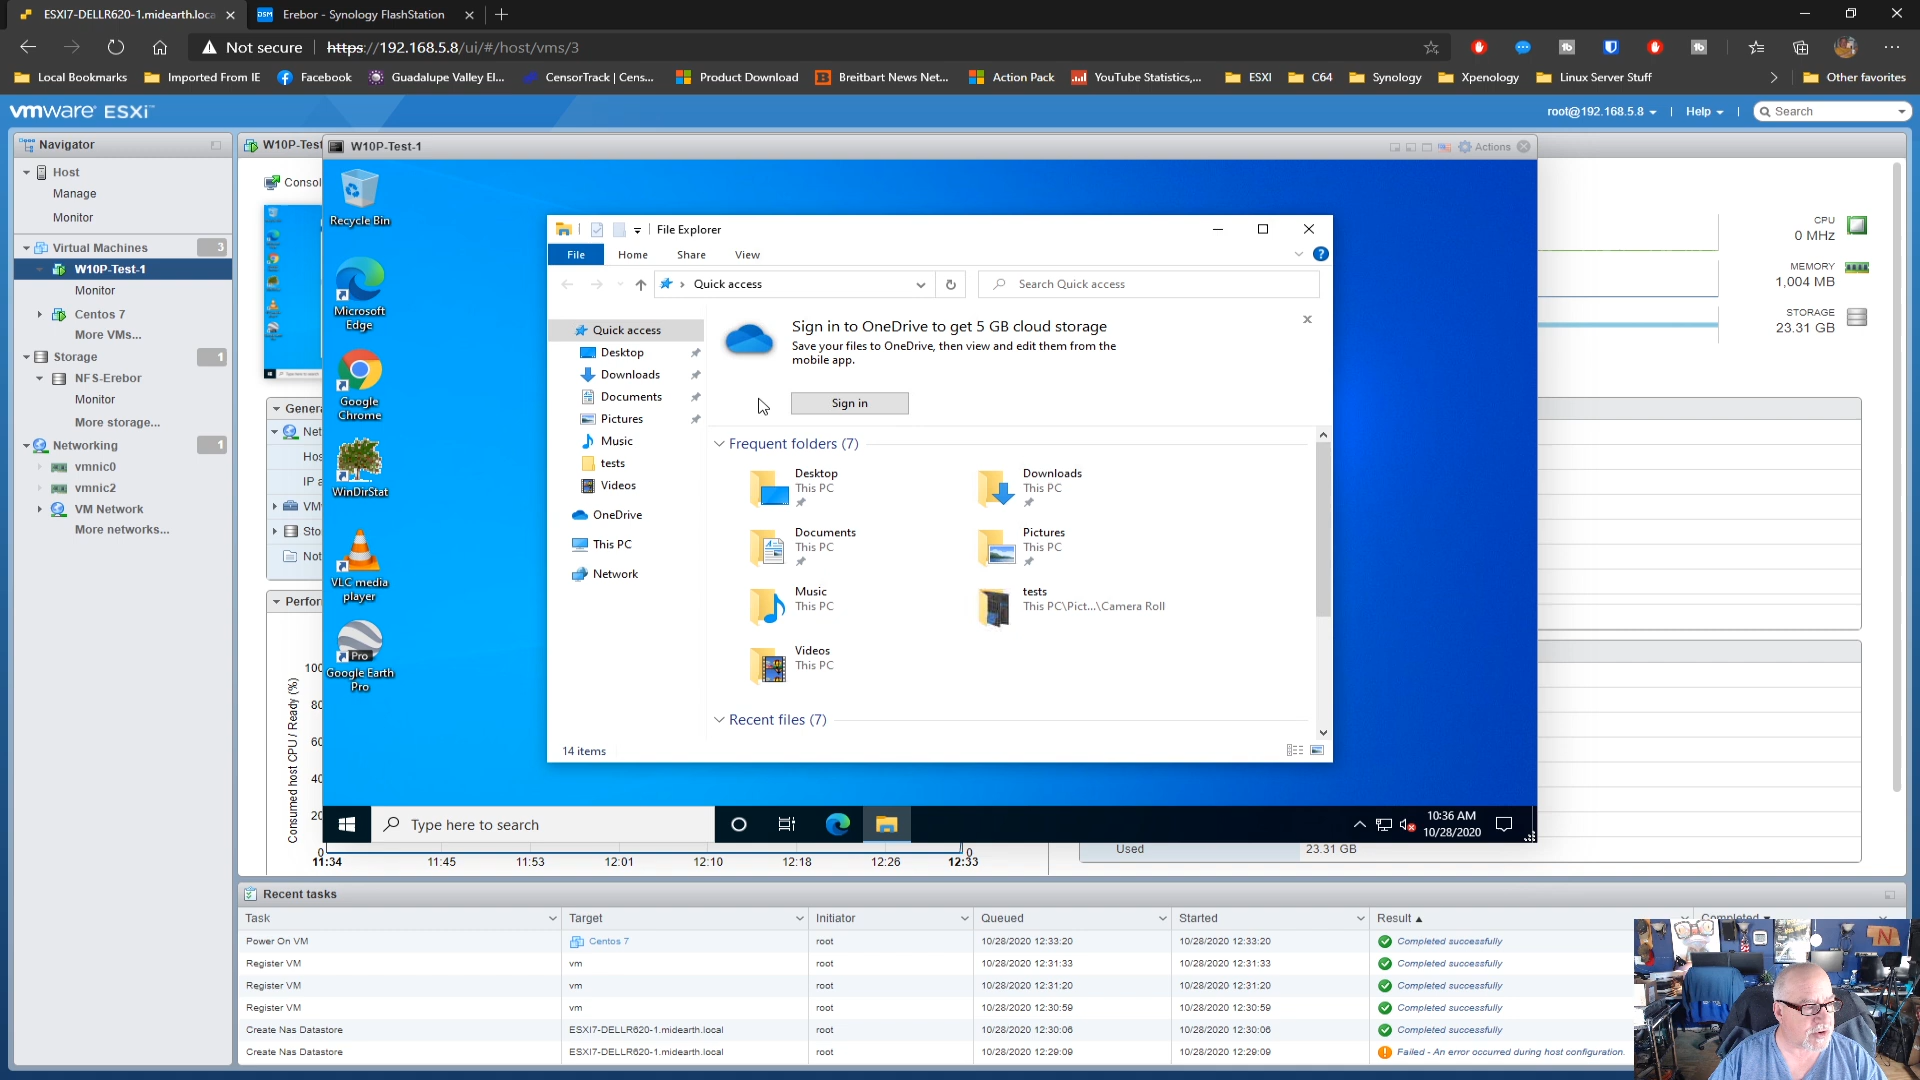 ESXI7-DELLR620-1.midearth.loca
Erebor - Synology FlashStation
Not secure
https://192.168.5.8/ui/#/host/vms/3
Local Bookmarks
Imported From IE
Facebook
Guadalupe Valley El...
CensorTrack | Cens...
Product Download
Breitbart News Net...
Action Pack
YouTube Statistics,...
ESXI
C64
Synology
Xpenology
Linux Server Stuff
Other favorites
vmware ESXi
root@192.168.5.8
Help
Search
Navigator
Host
Manage
Monitor
Virtual Machines
3
W10P-Test-1
Monitor
Centos 7
More VMs...
Storage
1
NFS-Erebor
Monitor
More storage...
Networking
1
vmnic0
vmnic2
VM Network
More networks...
W10P-Test
Consol
W10P-Test-1
Actions
CPU
0 MHz
MEMORY
1,004 MB
STORAGE
23.31 GB
Genera
Net
Hos
IP a
VMw
Sto
Not
Perfor
Consumed host CPU / Ready (%)
100
80
60
40
20
0
0
11:34
11:45
11:53
12:01
12:10
12:18
12:26
12:33
Used
23.31 GB
Recycle Bin
Microsoft
Edge
Google
Chrome
WinDirStat
VLC media
player
Pro
Google Earth
Pro
File Explorer
File
Home
Share
View
Quick access
Search Quick access
Quick access
Desktop
Downloads
Documents
Pictures
Music
tests
Videos
OneDrive
This PC
Network
Sign in to OneDrive to get 5 GB cloud storage
Save your files to OneDrive, then view and edit them from the
mobile app.
Sign in
Frequent folders (7)
Desktop
This PC
Downloads
This PC
Documents
This PC
Pictures
This PC
Music
This PC
tests
This PC\Pict...\Camera Roll
Videos
This PC
Recent files (7)
14 items
Type here to search
10:36 AM
10/28/2020
Recent tasks
Task
Target
Initiator
Queued
Started
Result
Completed
Power On VM
Centos 7
root
10/28/2020 12:33:20
10/28/2020 12:33:20
Completed successfully
Register VM
vm
root
10/28/2020 12:31:33
10/28/2020 12:31:33
Completed successfully
Register VM
vm
root
10/28/2020 12:31:20
10/28/2020 12:31:20
Completed successfully
Register VM
vm
root
10/28/2020 12:30:59
10/28/2020 12:30:59
Completed successfully
Create Nas Datastore
ESXI7-DELLR620-1.midearth.local
root
10/28/2020 12:30:06
10/28/2020 12:30:06
Completed successfully
Create Nas Datastore
ESXI7-DELLR620-1.midearth.local
root
10/28/2020 12:29:09
10/28/2020 12:29:09
Failed - An error occurred during host configuration.
N